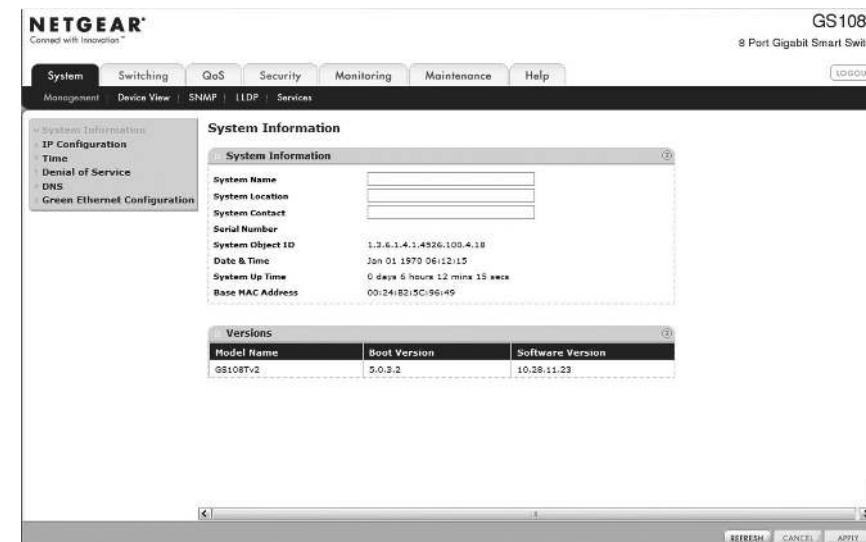 NETGEAR®
Connect with Innovation™
GS108
8 Port Gigabit Smart Swit
System Switching QoS Security Monitoring Maintenance Help
LOGOU
Management Device View SNMP LLDP Services
System Information
IP Configuration
Time
Denial of Service
DNS
Green Ethernet Configuration
System Information
System Information
System Name
System Location
System Contact
Serial Number
System Object ID 1.3.6.1.4.1.4526.100.4.18
Date & Time Jan 01 1970 06:12:15
System Up Time 0 days 6 hours 12 mins 15 secs
Base MAC Address 00:24:B2:5C:96:49
Versions
Model Name Boot Version Software Version
GS108Tv2 5.0.3.2 10.28.11.23
REFRESH CANCEL APPLY